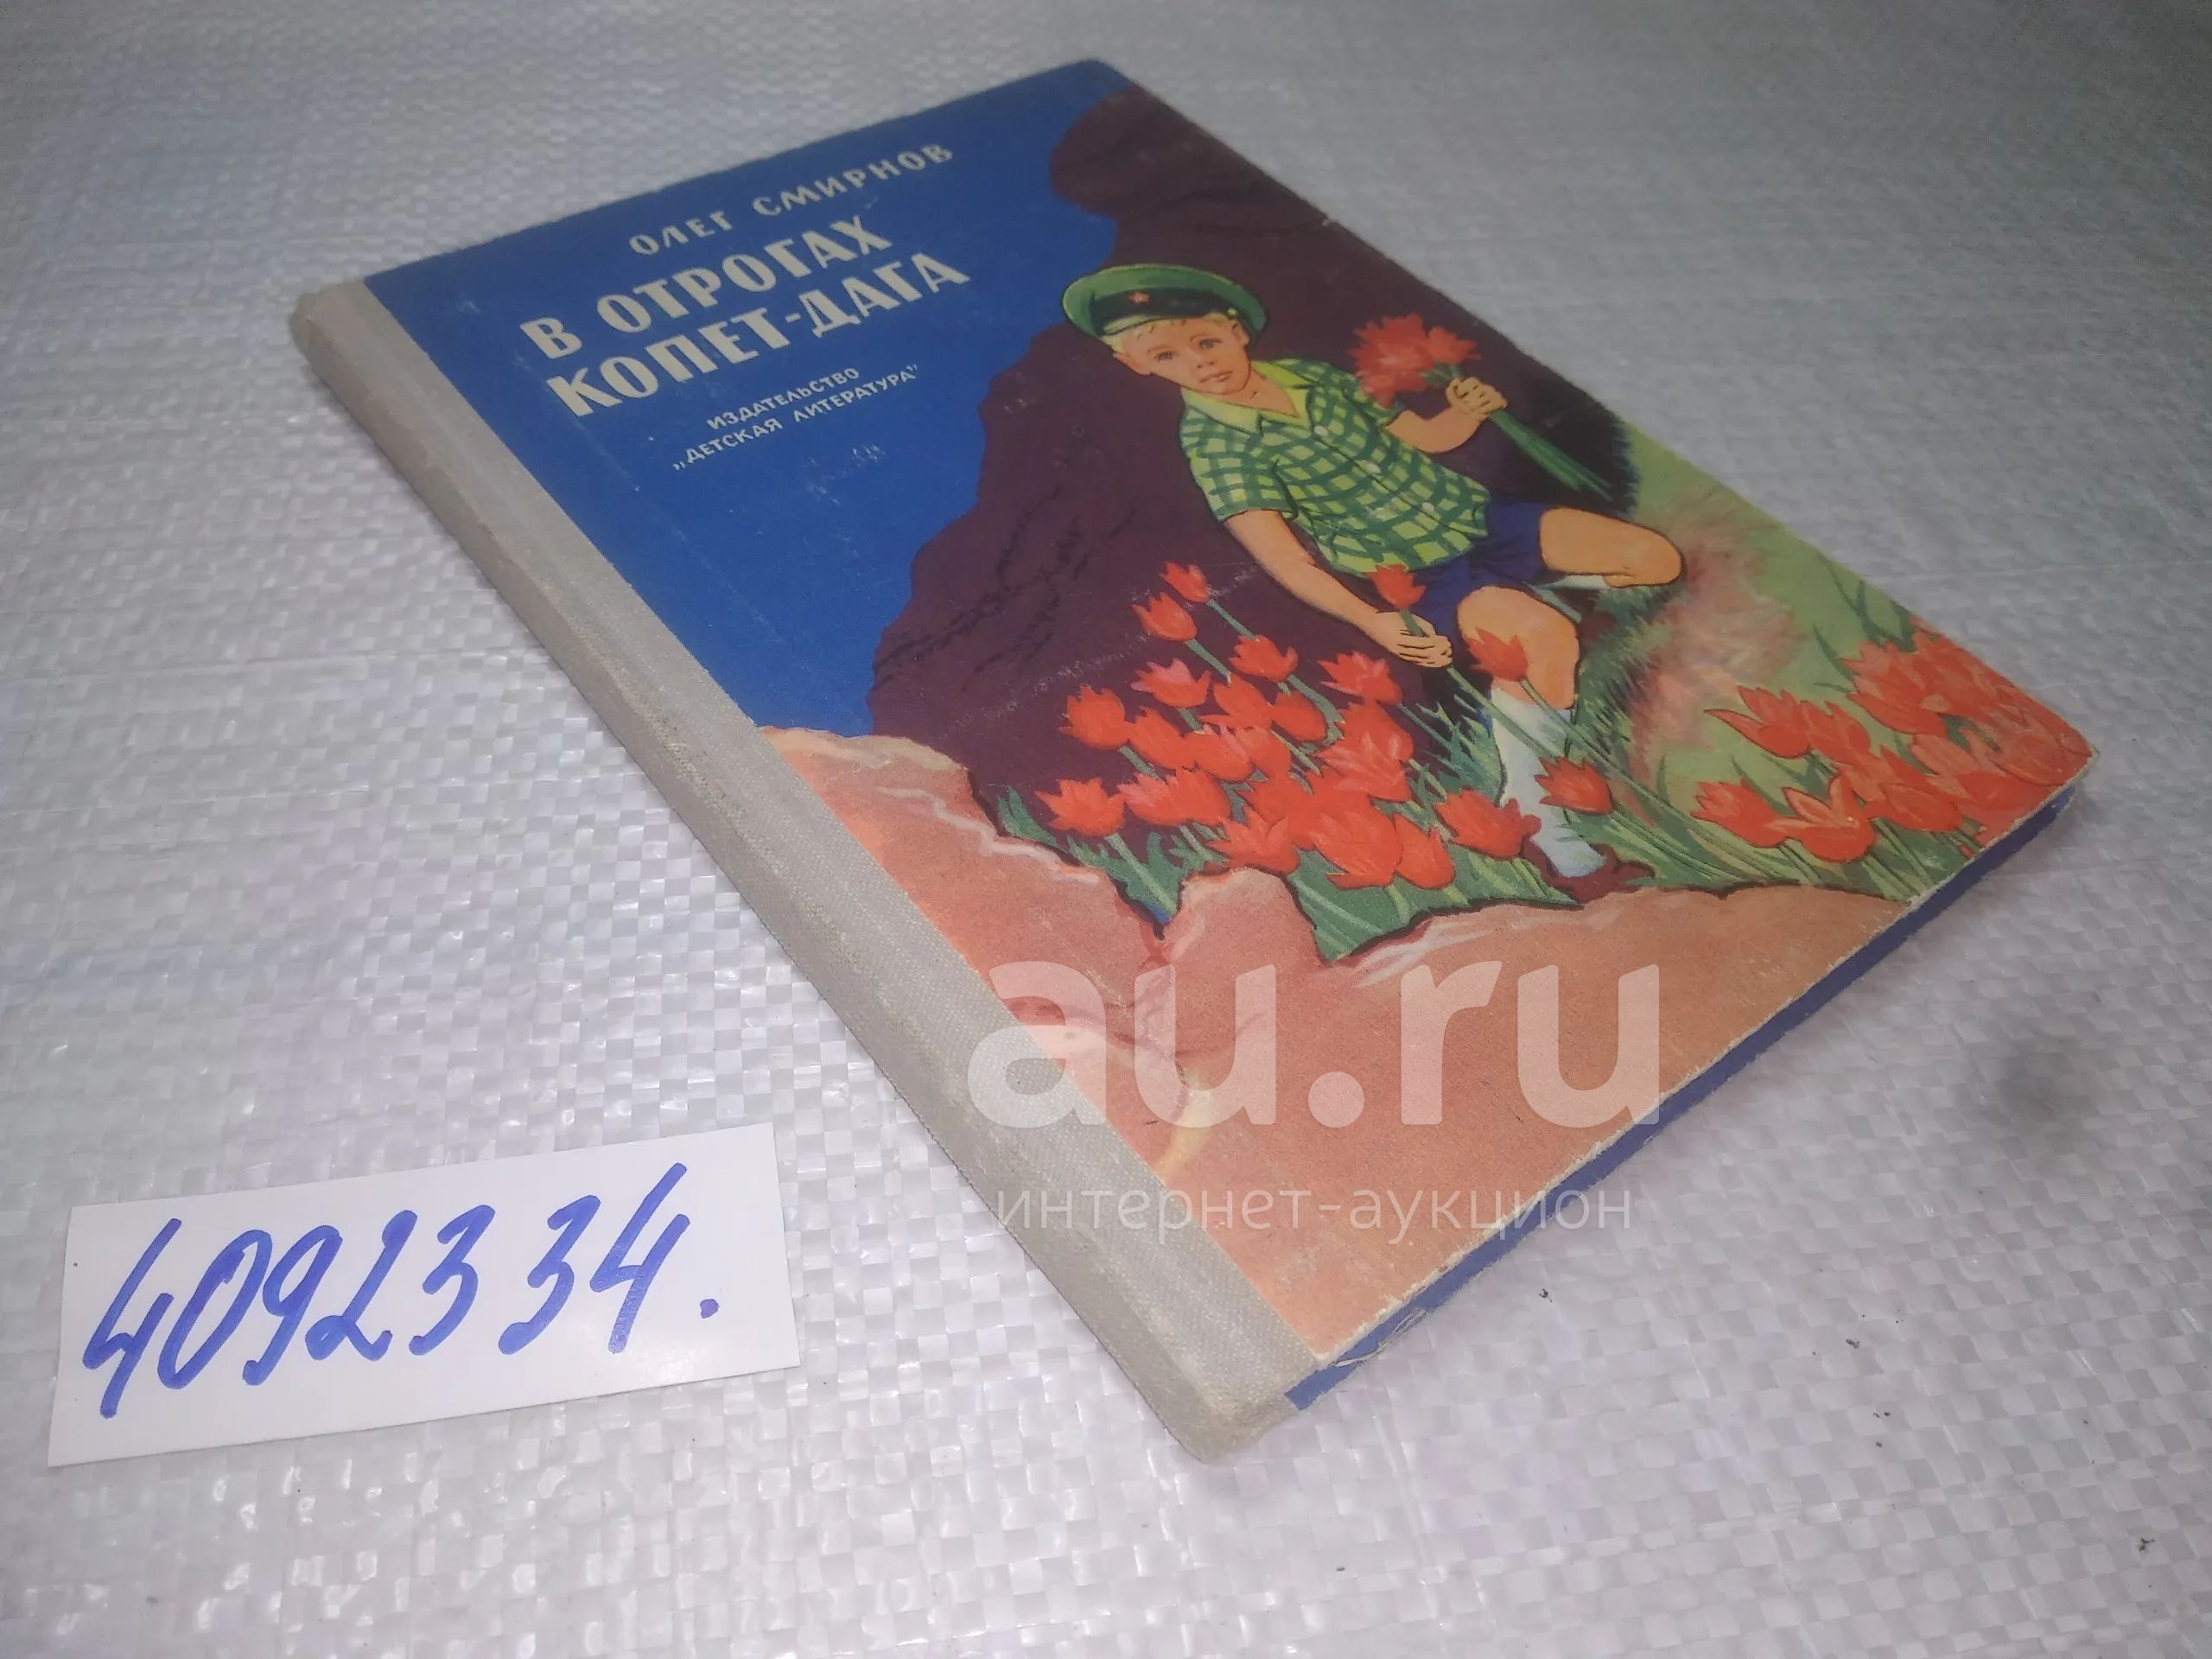 ОЛЕГ СМИРНОВ
В ОТРОГАХ
КОПЕТ-ДАГА
ИЗДАТЕЛЬСТВО
„ДЕТСКАЯ ЛИТЕРАТУРА"
au.ru
интернет-аукцион
4092334.